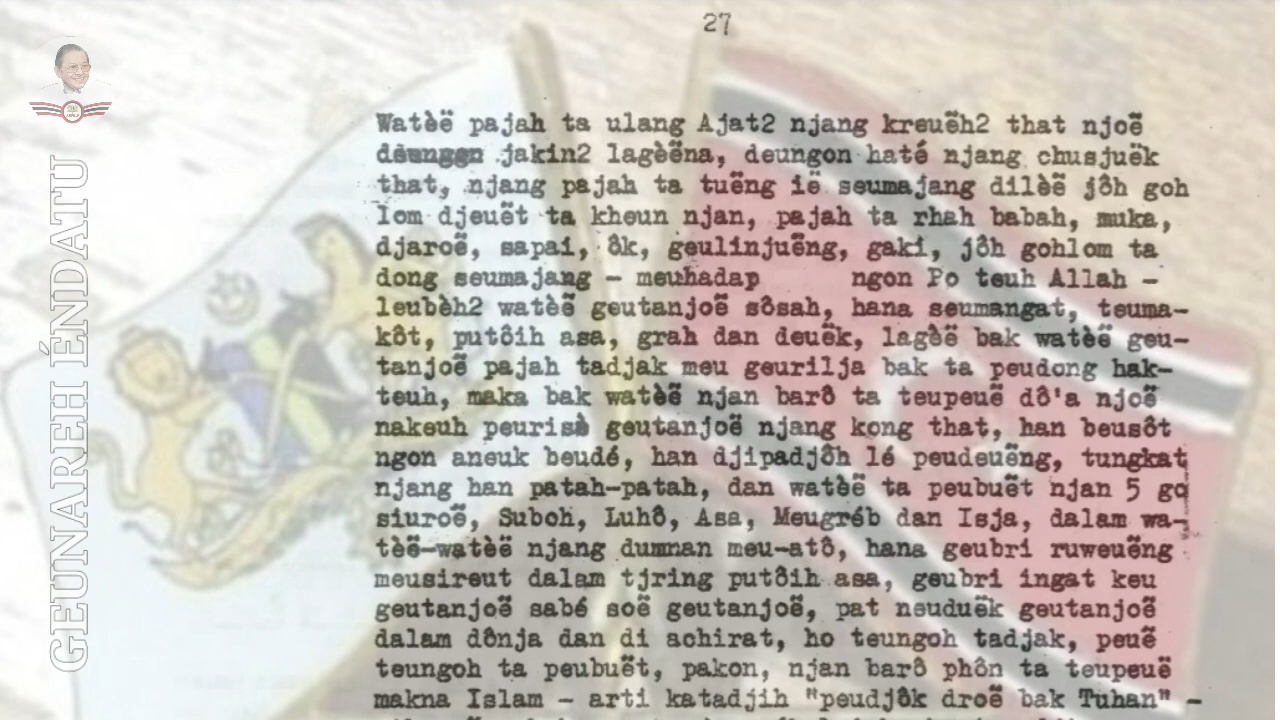 27
GEUNAREH ÉNDATU
Watèë pajah ta ulang Ajat2 njang kreuëh2 that njoë
deungon jakin2 lagèëna, deungon haté njang chusjuëk
that, njang pajah ta tuëng ië seumajang dilèë jôh goh
lom djeuët ta kheun njan, pajah ta rhah babah, muka,
djaroë, sapai, ôk, geulinjuëng, gaki, jôh gohlom ta
dong seumajang - meuhadap ngon Po teuh Allah -
leubèh2 watèë geutanjoë sôsah, hana seumangat, teuma-
kôt, putôih asa, grah dan deuëk, lagèë bak watèë geu-
tanjoë pajah tadjak meu geurilja bak ta peudong hak-
teuh, maka bak watèë njan barô ta teupeuë dô'a njoë
nakeuh peurisè geutanjoë njang kong that, han beusôt
ngon aneuk beudé, han djipadjôh lé peudeuëng, tungkat
njang han patah-patah, dan watèë ta peubuët njan 5 go
siuroë, Suboh, Luhô, Asa, Meugréb dan Isja, dalam wa-
tèë-watèë njang dumnan meu-atô, hana geubri ruweuëng
meusireut dalam tjring putôih asa, geubri ingat keu
geutanjoë sabé soë geutanjoë, pat neuduëk geutanjoë
dalam dônja dan di achirat, ho teungoh tadjak, peuë
teungoh ta peubuët, pakon, njan barô phôn ta teupeuë
makna Islam - arti katadjih "peudjôk droë bak Tuhan" -